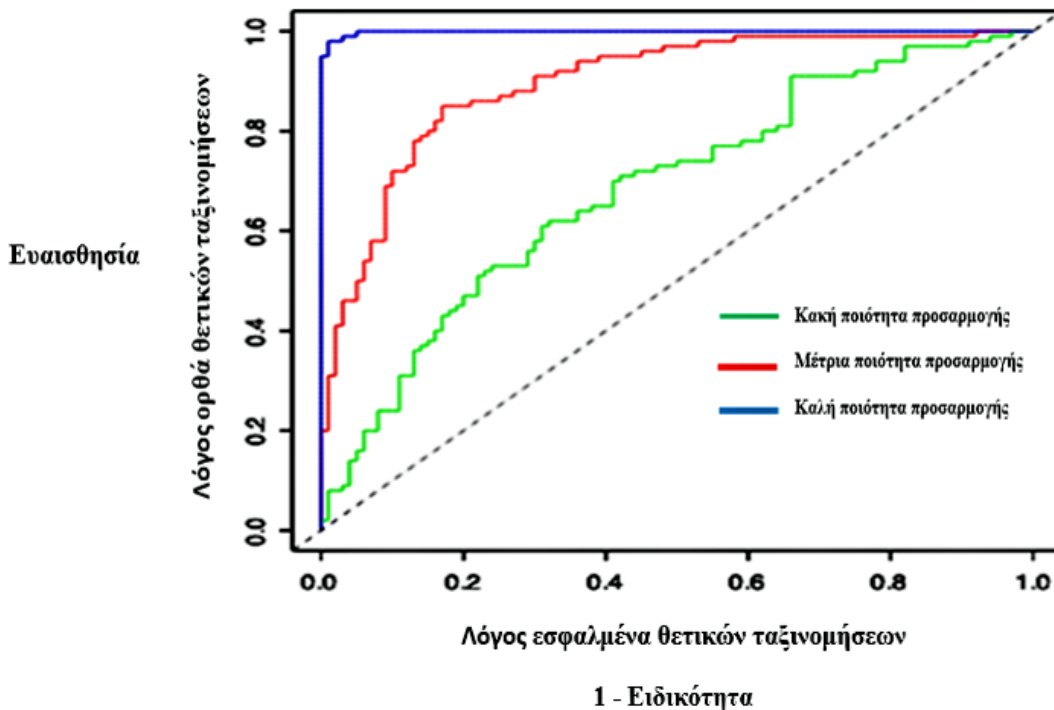 Ευαισθησία
Λόγος ορθά θετικών ταξινομήσεων
1.0
0.8
0.6
0.4
0.2
0.0
Κακή ποιότητα προσαρμογής
Μέτρια ποιότητα προσαρμογής
Καλή ποιότητα προσαρμογής
0.0 0.2 0.4 0.6 0.8 1.0
Λόγος εσφαλμένα θετικών ταξινομήσεων
1 - Ειδικότητα